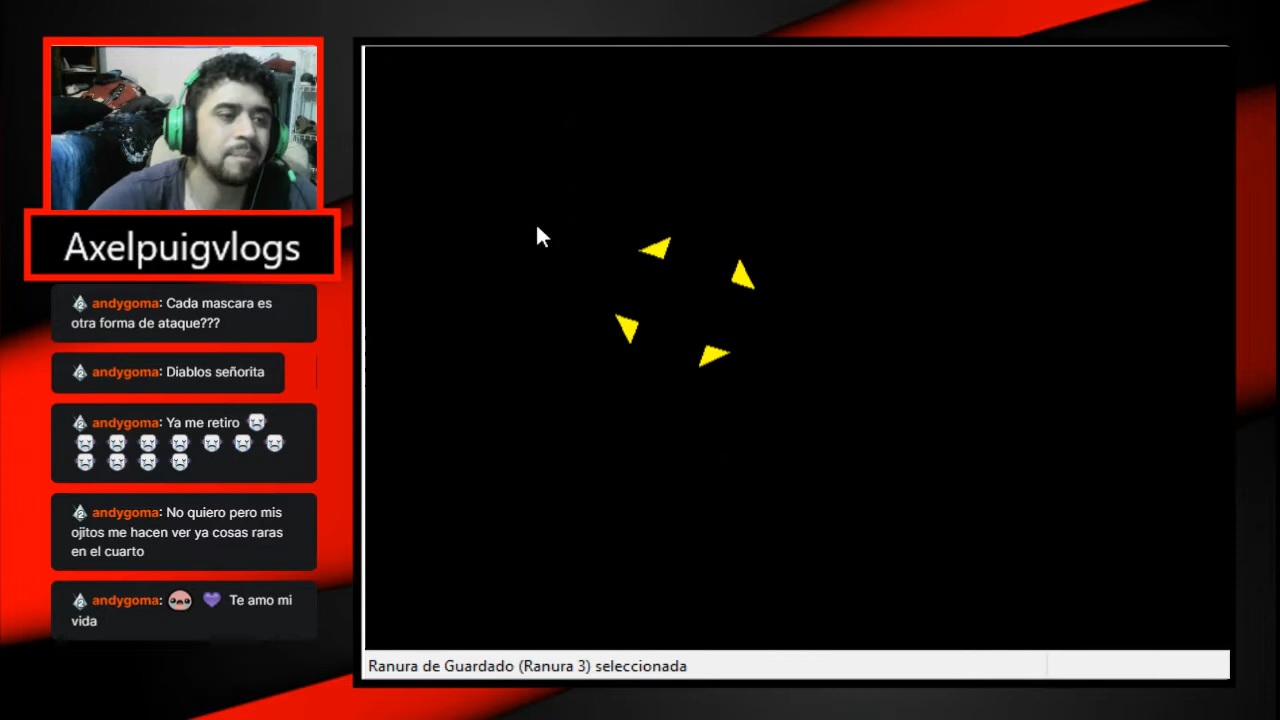 Axelpuigvlogs
andygoma: Cada mascara es
otra forma de ataque???
andygoma: Diablos señorita
andygoma: Ya me retiro
andygoma: No quiero pero mis
ojitos me hacen ver ya cosas raras
en el cuarto
andygoma: Te amo mi
vida
Ranura de Guardado (Ranura 3) seleccionada